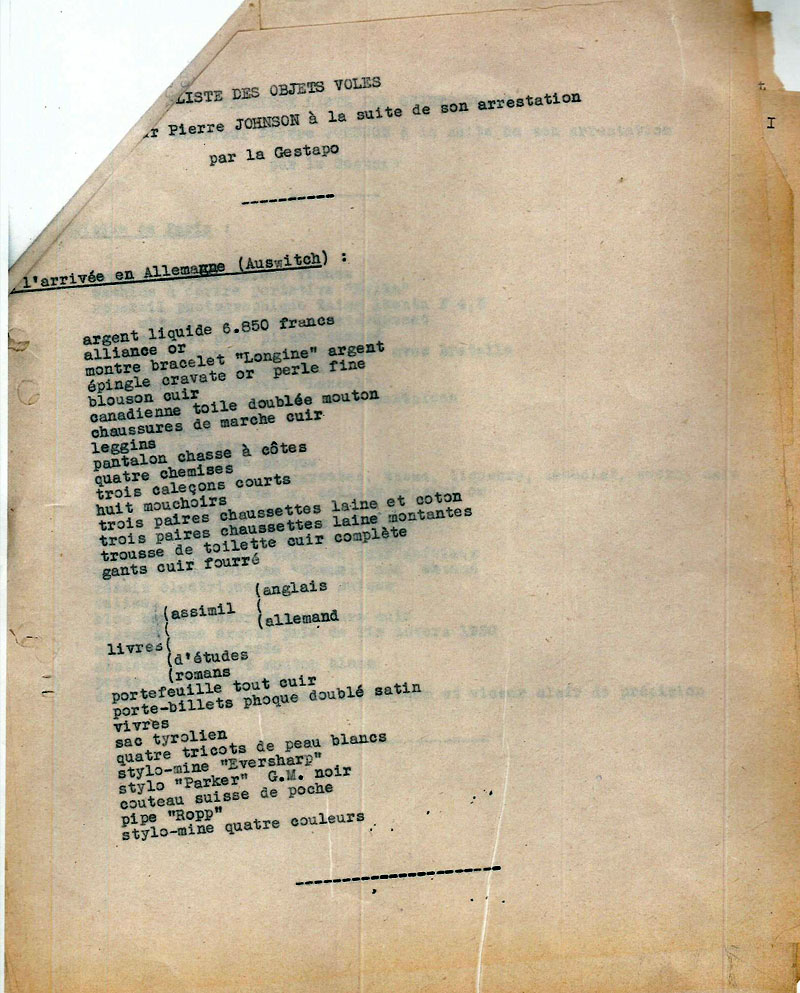 LISTE DES OBJETS VOLES
Pierre JOHNSON à la suite de son arrestation
par la Gestapo
I
l'arrivée en Allemagne (Auswitch) :
argent liquide 6.850 francs
alliance or
montre bracelet "Longine" argent
épingle cravate or perle fine
blouson cuir
canadienne toile doublée mouton
chaussures de marche cuir
leggins
pantalon chasse à côtes
quatre chemises
trois caleçons courts
huit mouchoirs
trois paires chaussettes laine et coton
trois paires chaussettes laine montantes
trousse de toilette cuir complète
gants cuir fourré
(anglais
(assimil (
(allemand
livres(
(d'études
(romans
portefeuille tout cuir
porte-billets phoque doublé satin
vivres
sac tyrolien
quatre tricots de peau blancs
stylo-mine "Eversharp"
stylo "Parker" G.M. noir
couteau suisse de poche
pipe "Ropp"
stylo-mine quatre couleurs